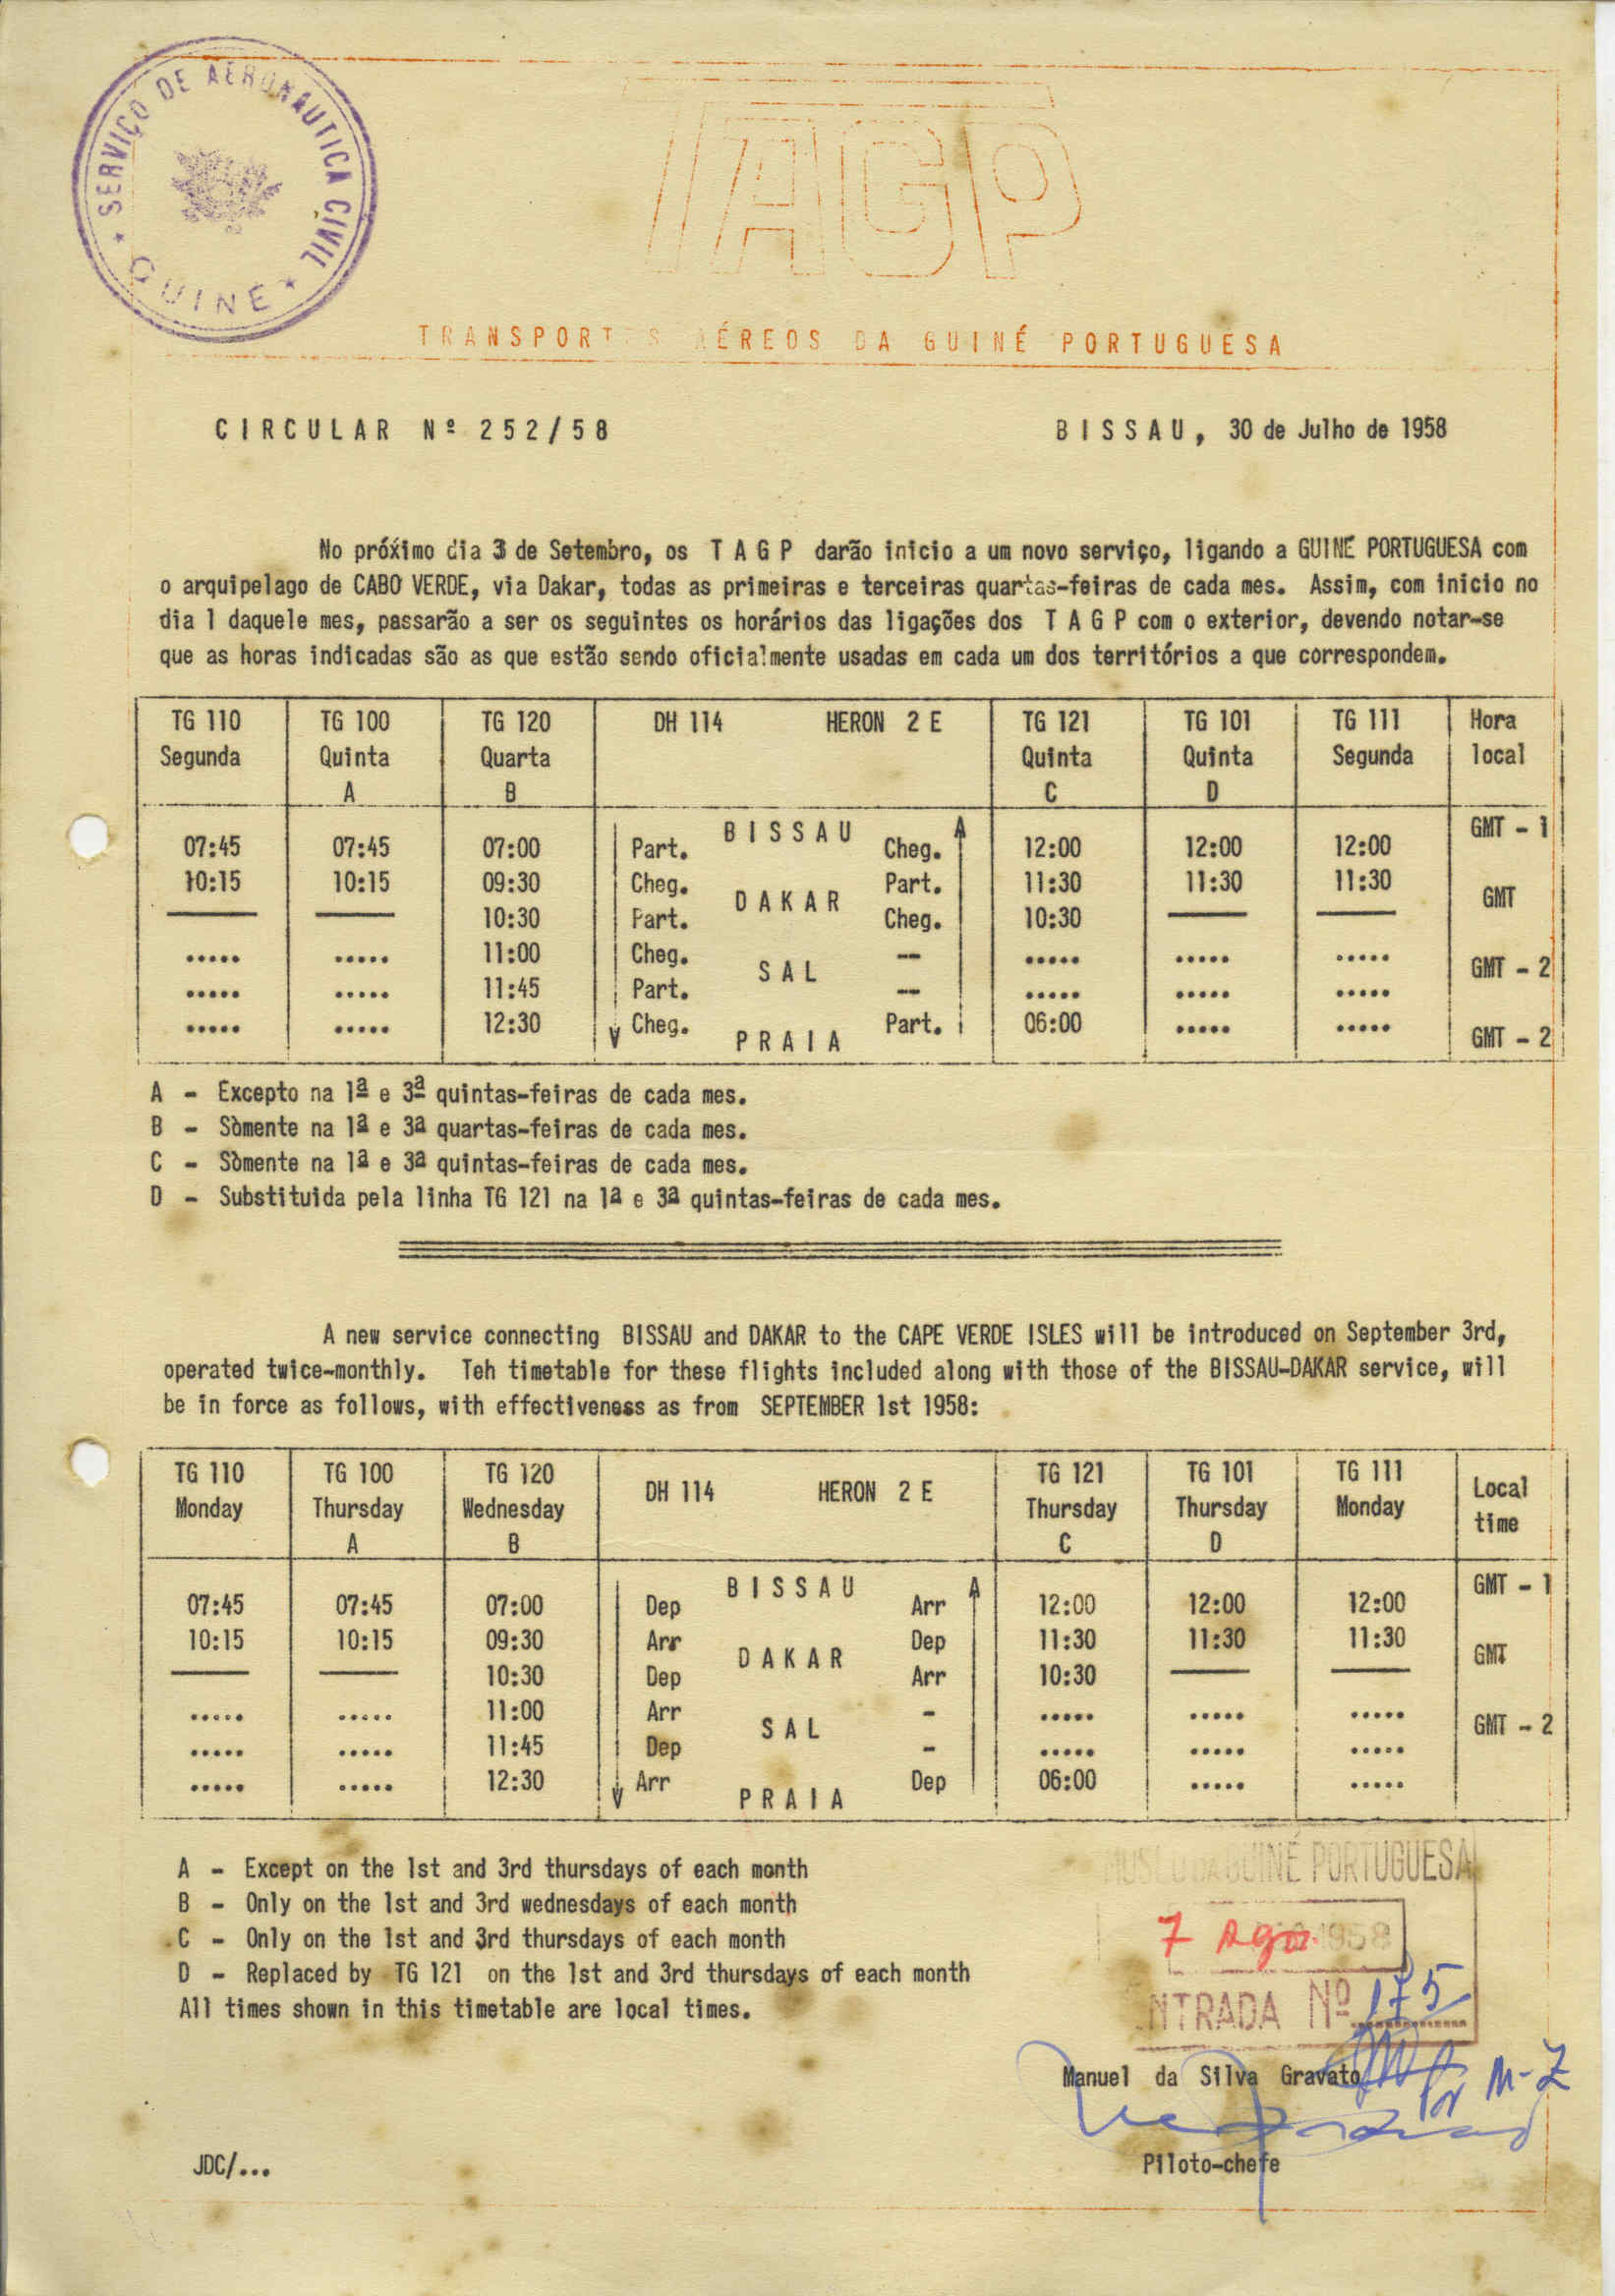 SERVIÇO DE AERONAUTICA CIVIL
GUINÉ
TAGP
TRANSPORTES AÉREOS DA GUINÉ PORTUGUESA
CIRCULAR Nº 252/58 BISSAU, 30 de Julho de 1958
No próximo dia 3 de Setembro, os T A G P darão inicio a um novo serviço, ligando a GUINÉ PORTUGUESA com
o arquipelago de CABO VERDE, via Dakar, todas as primeiras e terceiras quartas-feiras de cada mes. Assim, com inicio no
dia 1 daquele mes, passarão a ser os seguintes os horários das ligações dos T A G P com o exterior, devendo notar-se
que as horas indicadas são as que estão sendo oficialmente usadas em cada um dos territórios a que correspondem.
TG 110 TG 100 TG 120 DH 114 HERON 2 E TG 121 TG 101 TG 111 Hora
Segunda Quinta Quarta Quinta Quinta Segunda local
A B C D
BISSAU GMT - 1
07:45 07:45 07:00 Part. Cheg. 12:00 12:00 12:00
10:15 10:15 09:30 Cheg. Part. 11:30 11:30 11:30
DAKAR GMT
—— —— 10:30 Part. Cheg. 10:30 —— ——
..... ..... 11:00 Cheg. -- ..... ..... .....
SAL GMT - 2
..... ..... 11:45 Part. -- ..... ..... .....
..... ..... 12:30 Cheg. Part. 06:00 ..... .....
PRAIA GMT - 2
A - Excepto na 1ª e 3ª quintas-feiras de cada mes.
B - Sòmente na 1ª e 3ª quartas-feiras de cada mes.
C - Sòmente na 1ª e 3ª quintas-feiras de cada mes.
D - Substituida pela linha TG 121 na 1ª e 3ª quintas-feiras de cada mes.
A new service connecting BISSAU and DAKAR to the CAPE VERDE ISLES will be introduced on September 3rd,
operated twice-monthly. Teh timetable for these flights included along with those of the BISSAU-DAKAR service, will
be in force as follows, with effectiveness as from SEPTEMBER 1st 1958:
TG 110 TG 100 TG 120 DH 114 HERON 2 E TG 121 TG 101 TG 111 Local
Monday Thursday Wednesday Thursday Thursday Monday time
A B C D
BISSAU GMT - 1
07:45 07:45 07:00 Dep Arr 12:00 12:00 12:00
10:15 10:15 09:30 Arr Dep 11:30 11:30 11:30
DAKAR GMT
—— —— 10:30 Dep Arr 10:30 —— ——
..... ..... 11:00 Arr - ..... ..... .....
SAL GMT - 2
..... ..... 11:45 Dep - ..... ..... .....
..... ..... 12:30 Arr Dep 06:00 ..... .....
PRAIA
A - Except on the 1st and 3rd thursdays of each month
B - Only on the 1st and 3rd wednesdays of each month
C - Only on the 1st and 3rd thursdays of each month
D - Replaced by TG 121 on the 1st and 3rd thursdays of each month
All times shown in this timetable are local times.
MUSEU DA GUINÉ PORTUGUESA
7 Ago 1958
ENTRADA Nº 175
Manuel da Silva Gravato
M-Z
Piloto-chefe
JDC/...